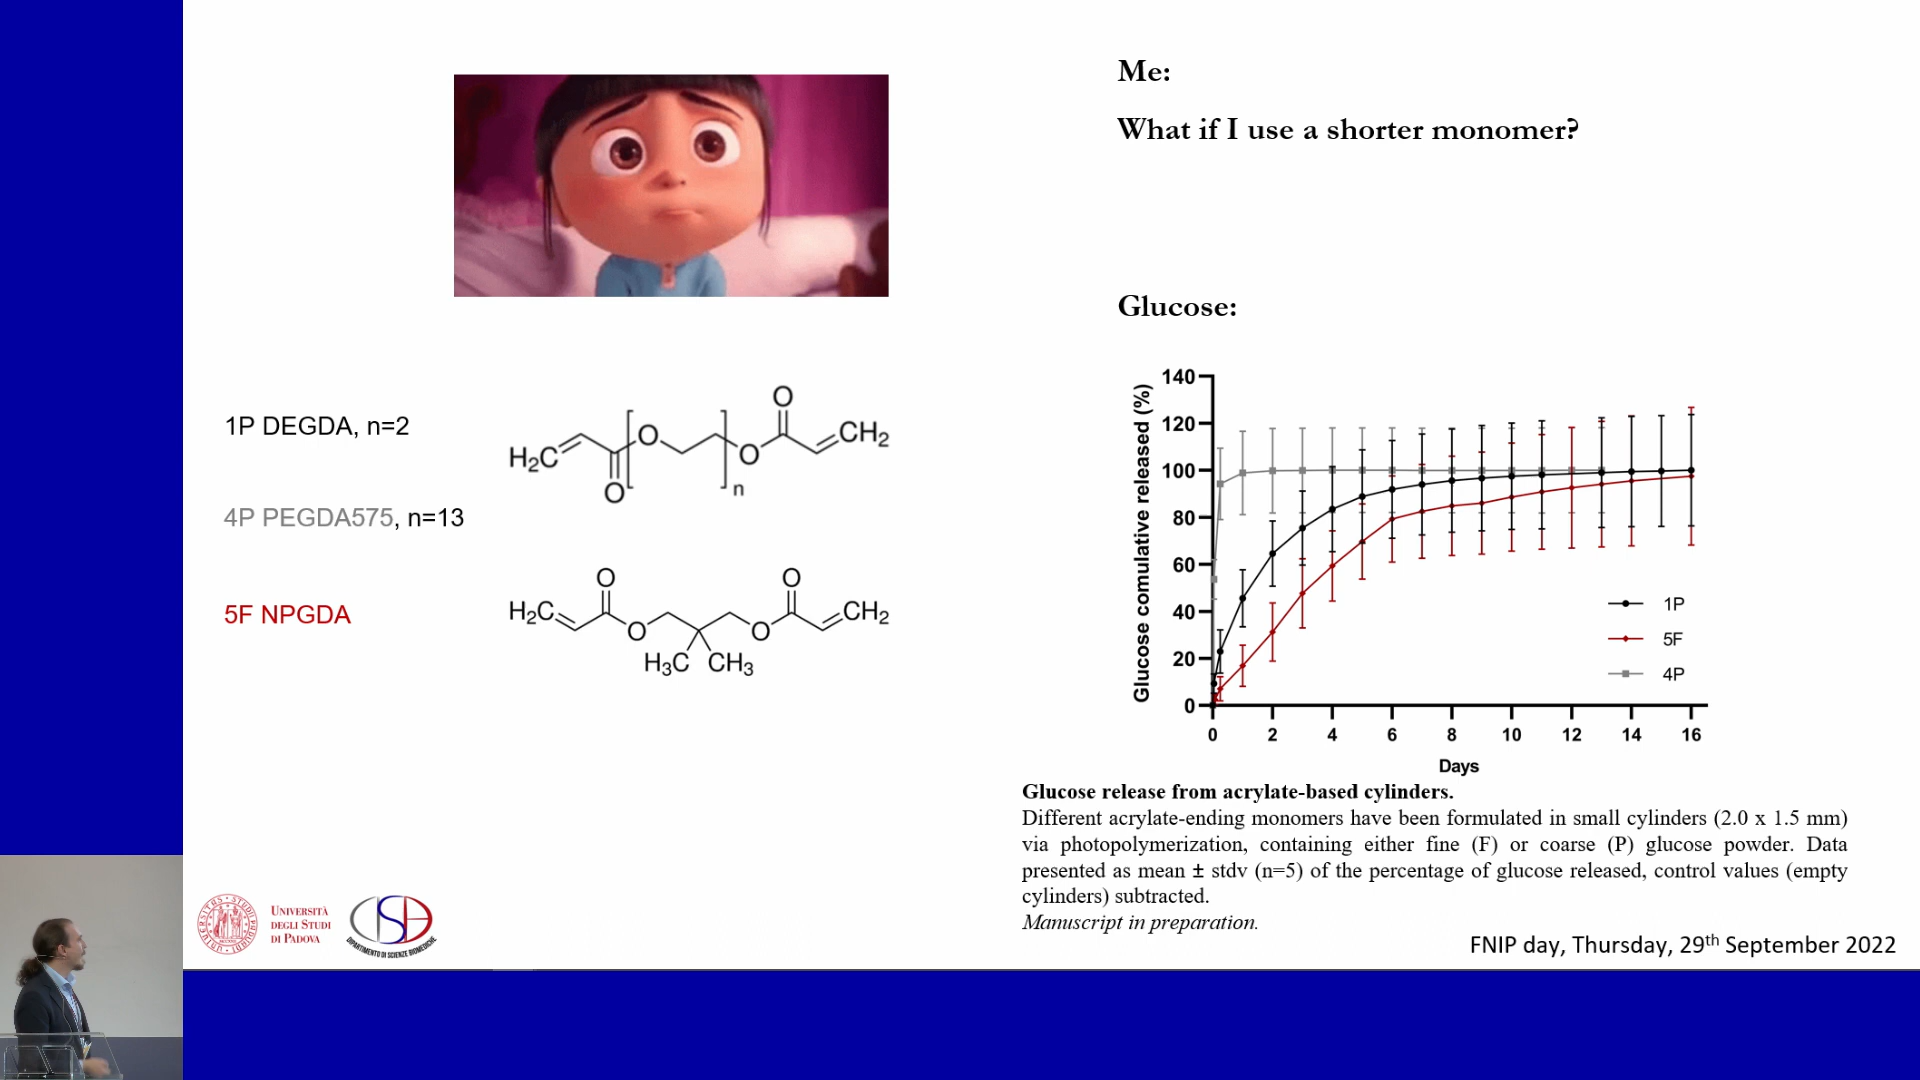 Me:
What if I use a shorter monomer?
Glucose:
1P DEGDA, n=2
H₂C
O
O
n
O
O
CH₂
4P PEGDA575, n=13
5F NPGDA
H₂C
O
O
H₃C CH₃
O
O
CH₂
Glucose comulative released (%)
140
120
100
80
60
40
20
0
0 2 4 6 8 10 12 14 16
Days
1P
5F
4P
Glucose release from acrylate-based cylinders.
Different acrylate-ending monomers have been formulated in small cylinders (2.0 x 1.5 mm)
via photopolymerization, containing either fine (F) or coarse (P) glucose powder. Data
presented as mean ± stdv (n=5) of the percentage of glucose released, control values (empty
cylinders) subtracted.
Manuscript in preparation.
UNIVERSITÀ
DEGLI STUDI
DI PADOVA
DIPARTIMENTO DI SCIENZE BIOMEDICHE
FNIP day, Thursday, 29th September 2022